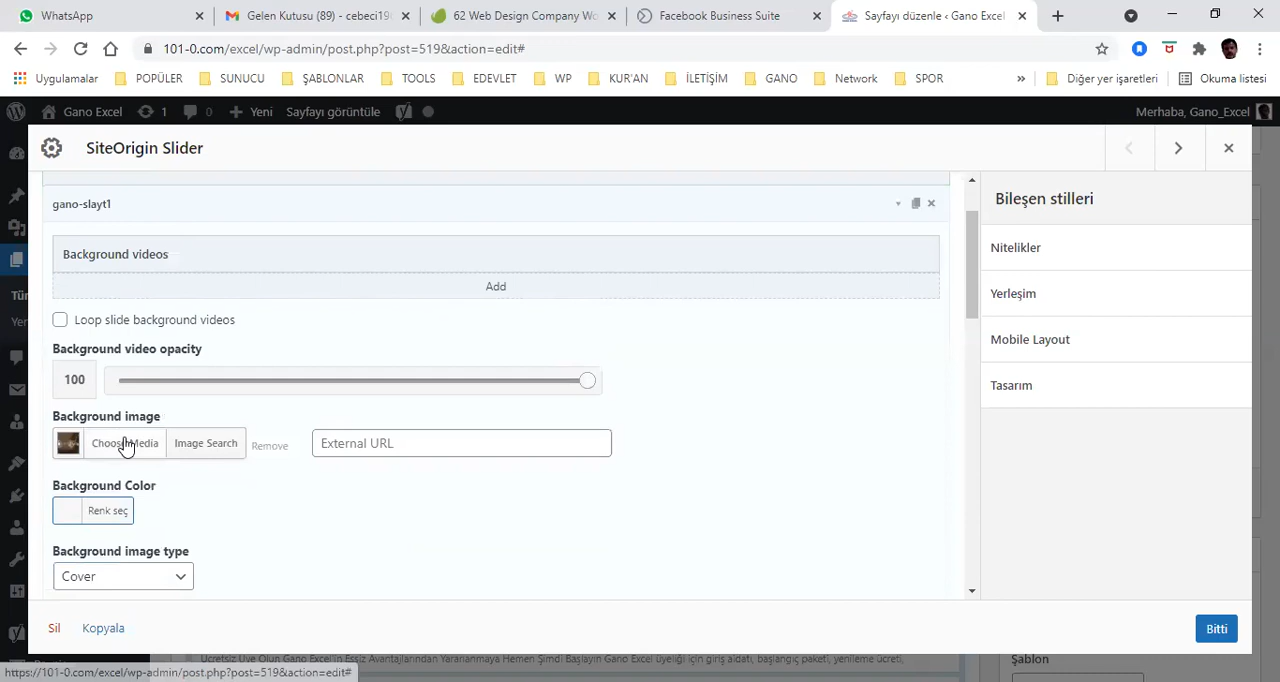 WhatsApp
Gelen Kutusu (89) - cebeci19
62 Web Design Company Wo
Facebook Business Suite
Sayfayı düzenle ‹ Gano Excel
101-0.com/excel/wp-admin/post.php?post=519&action=edit#
Uygulamalar POPÜLER SUNUCU ŞABLONLAR TOOLS EDEVLET WP KUR'AN İLETİŞİM GANO Network SPOR » Diğer yer işaretleri Okuma listesi
Gano Excel 1 0 Yeni Sayfayı görüntüle Merhaba, Gano_Excel
SiteOrigin Slider
gano-slayt1
Background videos
Add
Loop slide background videos
Background video opacity
100
Background image
Choose Media Image Search Remove External URL
Background Color
Renk seç
Background image type
Cover
Bileşen stilleri
Nitelikler
Yerleşim
Mobile Layout
Tasarım
Tür
Yer
Sil Kopyala Bitti
Ücretsiz Üye Olun Gano Excel'in Eşsiz Avantajlarından Yararlanmaya Hemen Şimdi Başlayın Gano Excel üyeliği için giriş aidatı, başlangıç paketi, yenileme ücreti,
Şablon
https://101-0.com/excel/wp-admin/post.php?post=519&action=edit#